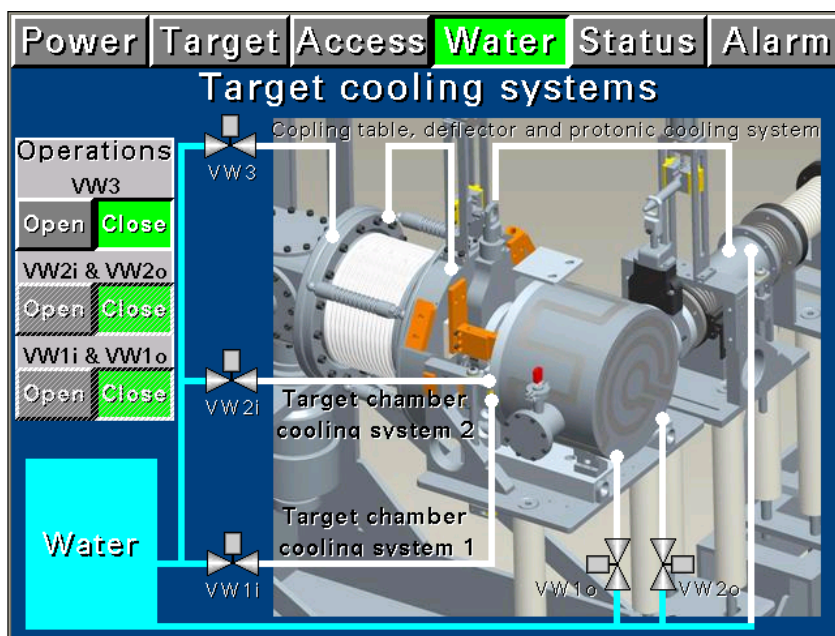 Power Target Access Water Status Alarm
Target cooling systems
Copling table, deflector and protonic cooling system
Operations
VW3
Open Close
VW2i & VW2o
Open Close
VW1i & VW1o
Open Close
VW3
VW2i
Target chamber
cooling system 2
Target chamber
cooling system 1
Water
VW1i
VW1o
VW2o